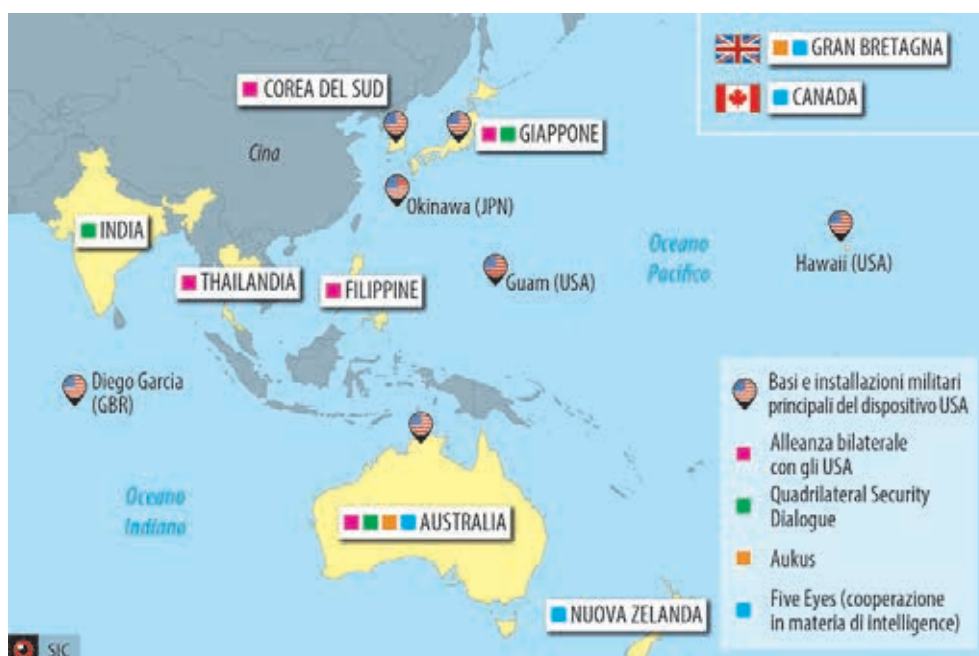 GRAN BRETAGNA
CANADA
COREA DEL SUD
Cina
GIAPPONE
Okinawa (JPN)
INDIA
THAILANDIA
FILIPPINE
Guam (USA)
Oceano
Pacifico
Hawaii (USA)
Diego Garcia
(GBR)
Oceano
Indiano
AUSTRALIA
NUOVA ZELANDA
Basi e installazioni militari
principali del dispositivo USA
Alleanza bilaterale
con gli USA
Quadrilateral Security
Dialogue
Aukus
Five Eyes (cooperazione
in materia di intelligence)
SIC